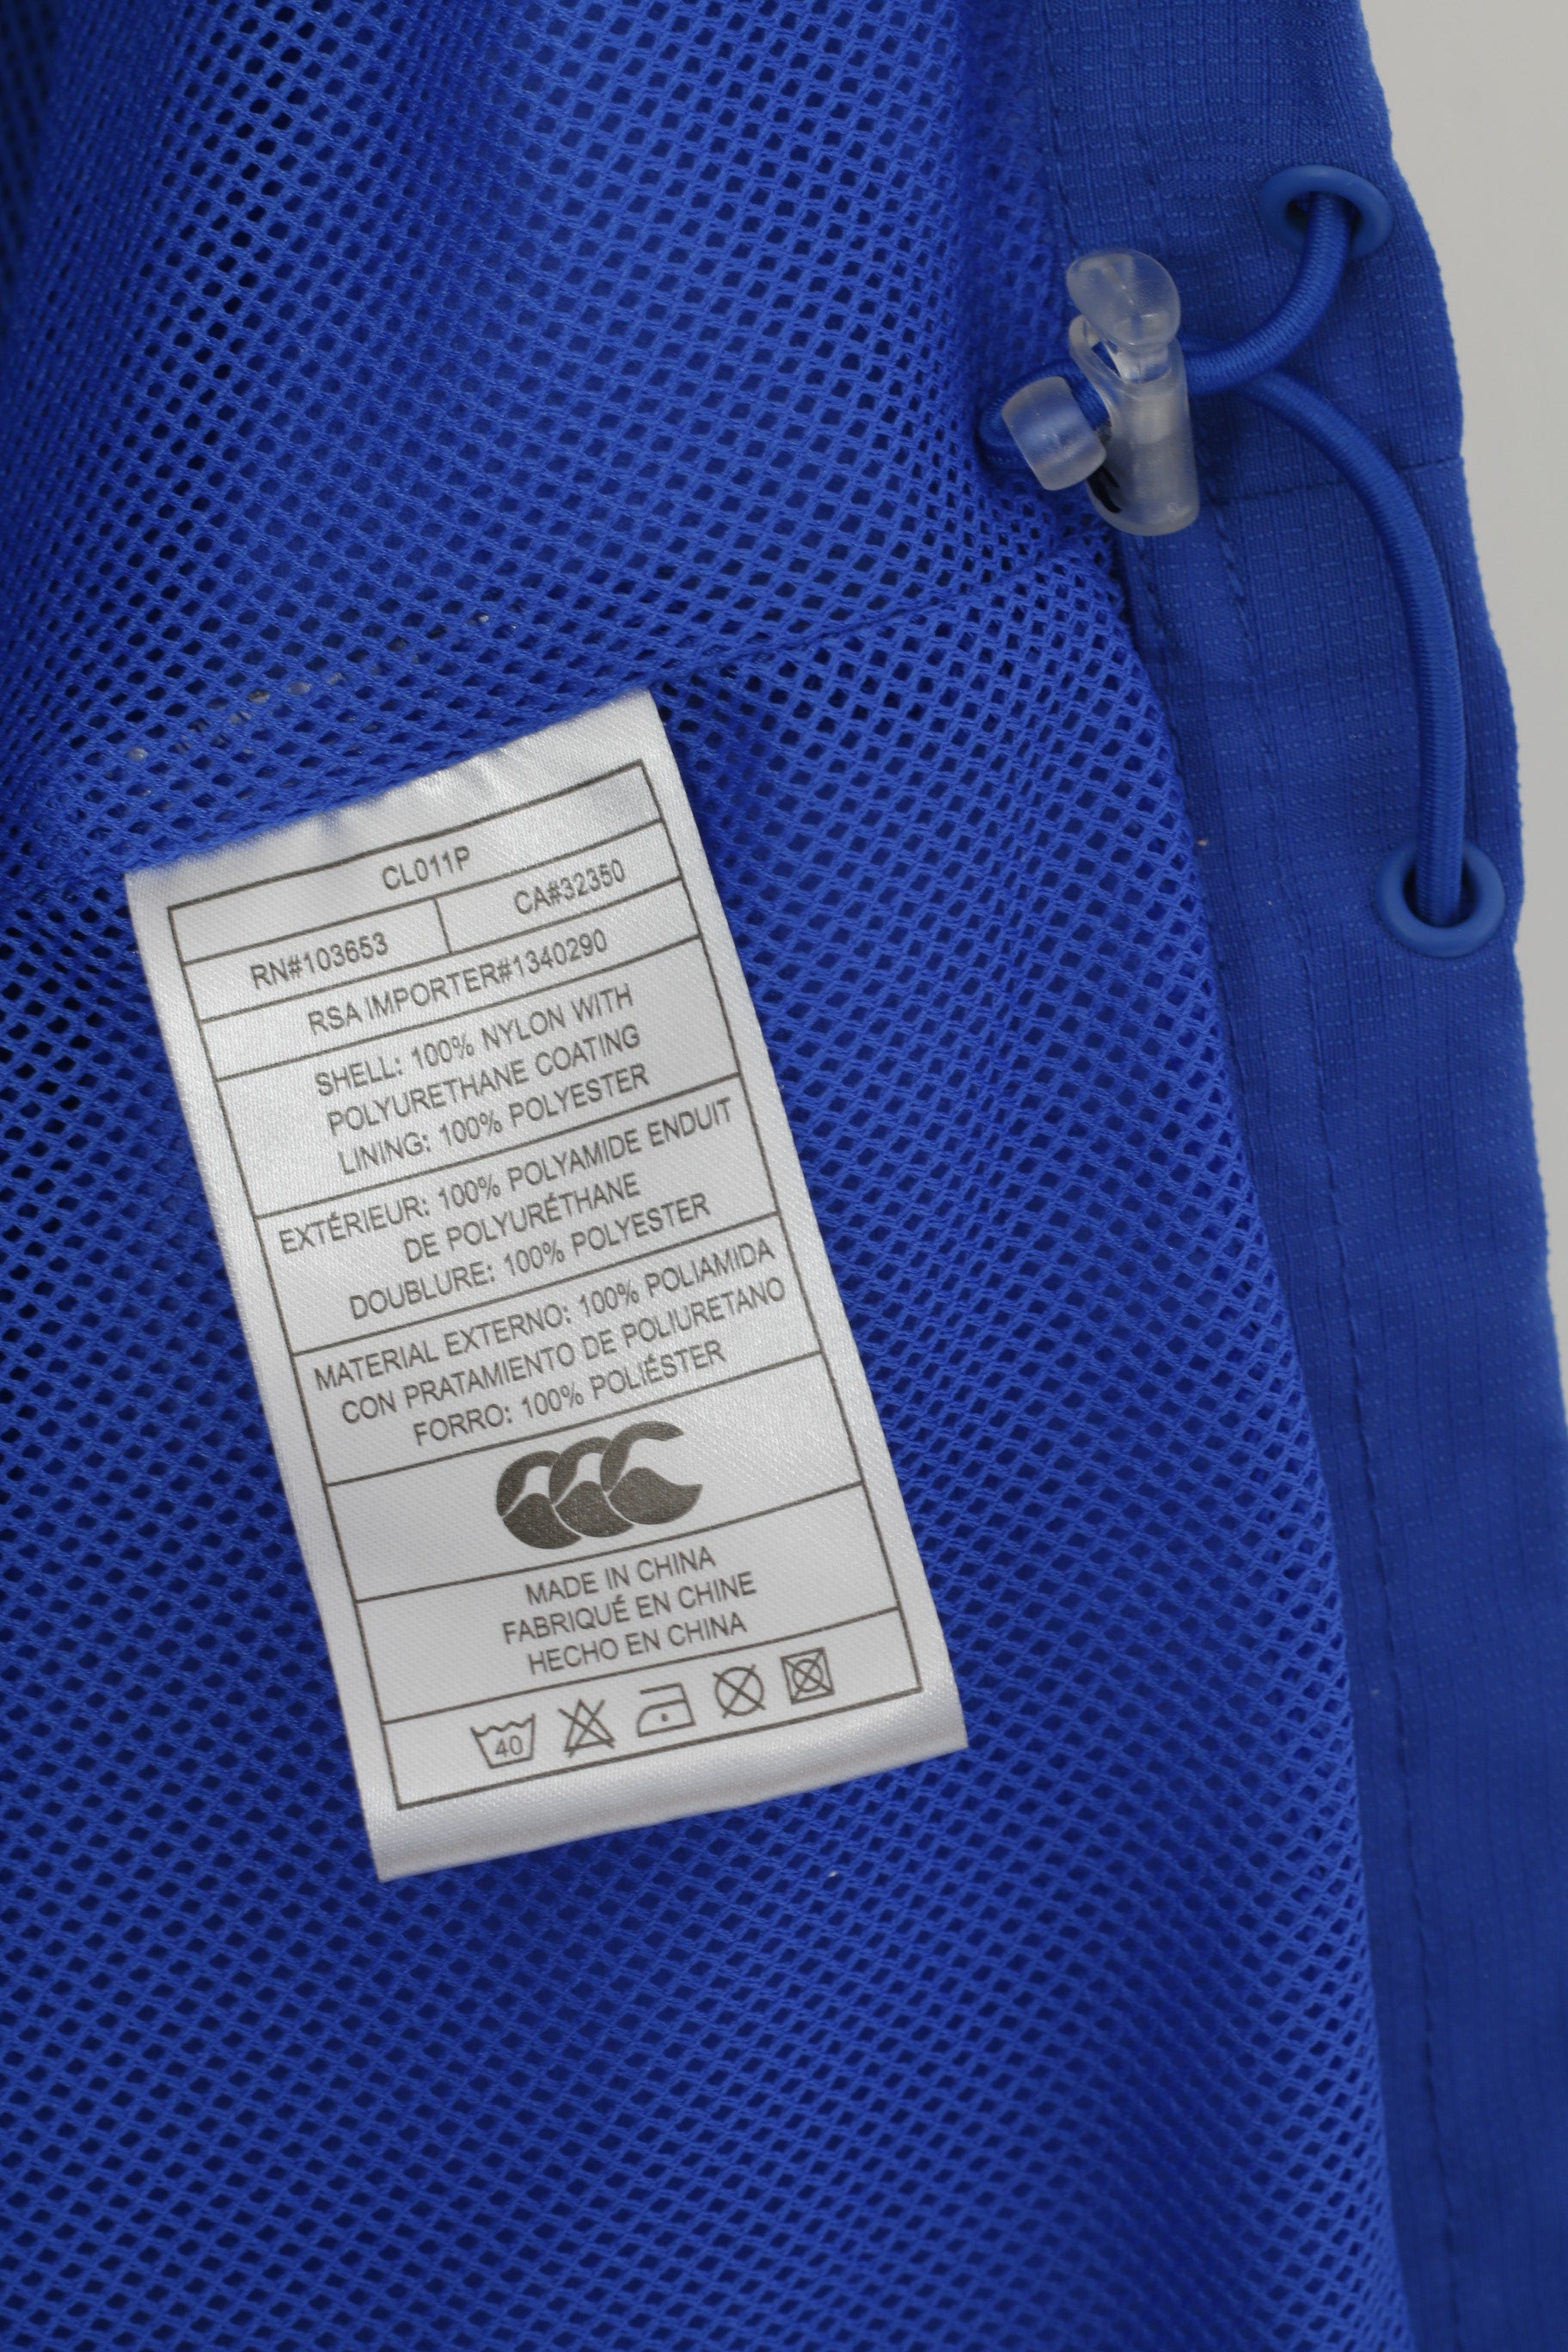 CL011P
RN#103653 CA#32350
RSA IMPORTER#1340290
SHELL: 100% NYLON WITH
POLYURETHANE COATING
LINING: 100% POLYESTER
EXTÉRIEUR: 100% POLYAMIDE ENDUIT
DE POLYURÉTHANE
DOUBLURE: 100% POLYESTER
MATERIAL EXTERNO: 100% POLIAMIDA
CON PRATAMIENTO DE POLIURETANO
FORRO: 100% POLIÉSTER
MADE IN CHINA
FABRIQUÉ EN CHINE
HECHO EN CHINA
40